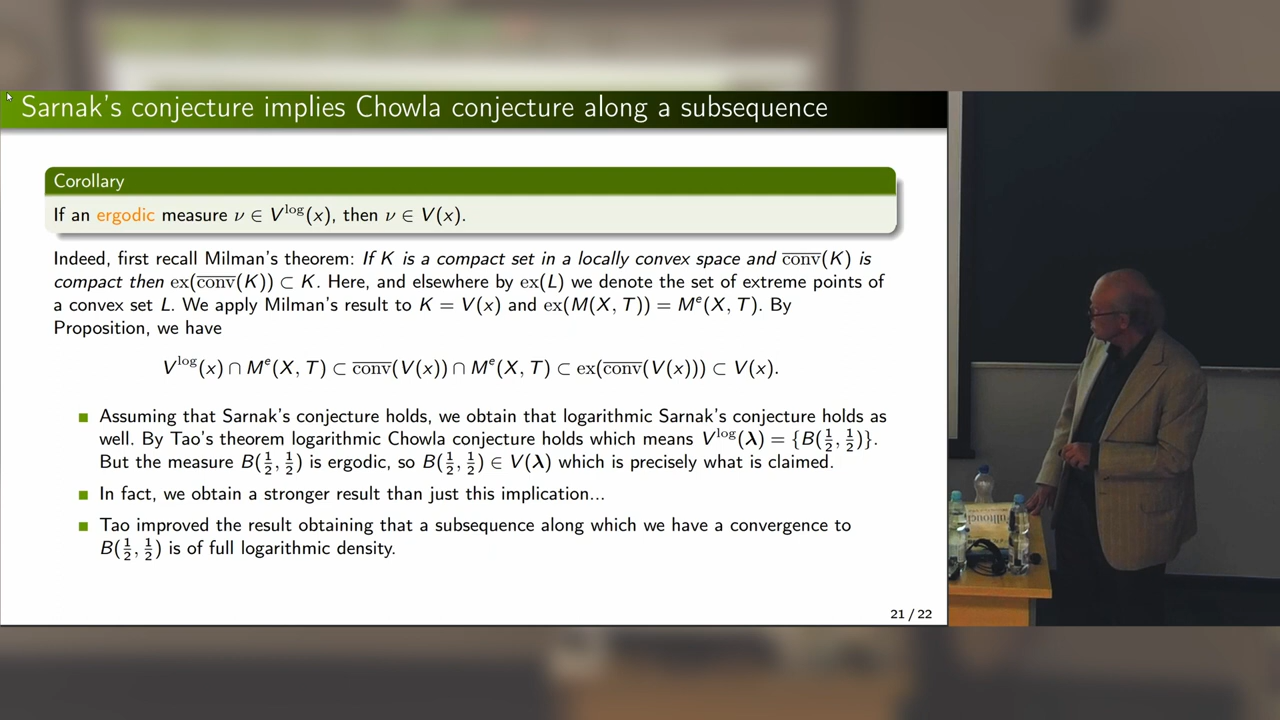 Sarnak's conjecture implies Chowla conjecture along a subsequence
Corollary
If an ergodic measure ν ∈ V^log(x), then ν ∈ V(x).
Indeed, first recall Milman's theorem: If K is a compact set in a locally convex space and c̅o̅n̅v̅(K) is
compact then ex(c̅o̅n̅v̅(K)) ⊂ K. Here, and elsewhere by ex(L) we denote the set of extreme points of
a convex set L. We apply Milman's result to K = V(x) and ex(M(X, T)) = M^e(X, T). By
Proposition, we have
V^log(x) ∩ M^e(X, T) ⊂ c̅o̅n̅v̅(V(x)) ∩ M^e(X, T) ⊂ ex(c̅o̅n̅v̅(V(x))) ⊂ V(x).
Assuming that Sarnak's conjecture holds, we obtain that logarithmic Sarnak's conjecture holds as
well. By Tao's theorem logarithmic Chowla conjecture holds which means V^log(λ) = {B(1/2, 1/2)}.
But the measure B(1/2, 1/2) is ergodic, so B(1/2, 1/2) ∈ V(λ) which is precisely what is claimed.
In fact, we obtain a stronger result than just this implication...
Tao improved the result obtaining that a subsequence along which we have a convergence to
B(1/2, 1/2) is of full logarithmic density.
21 / 22